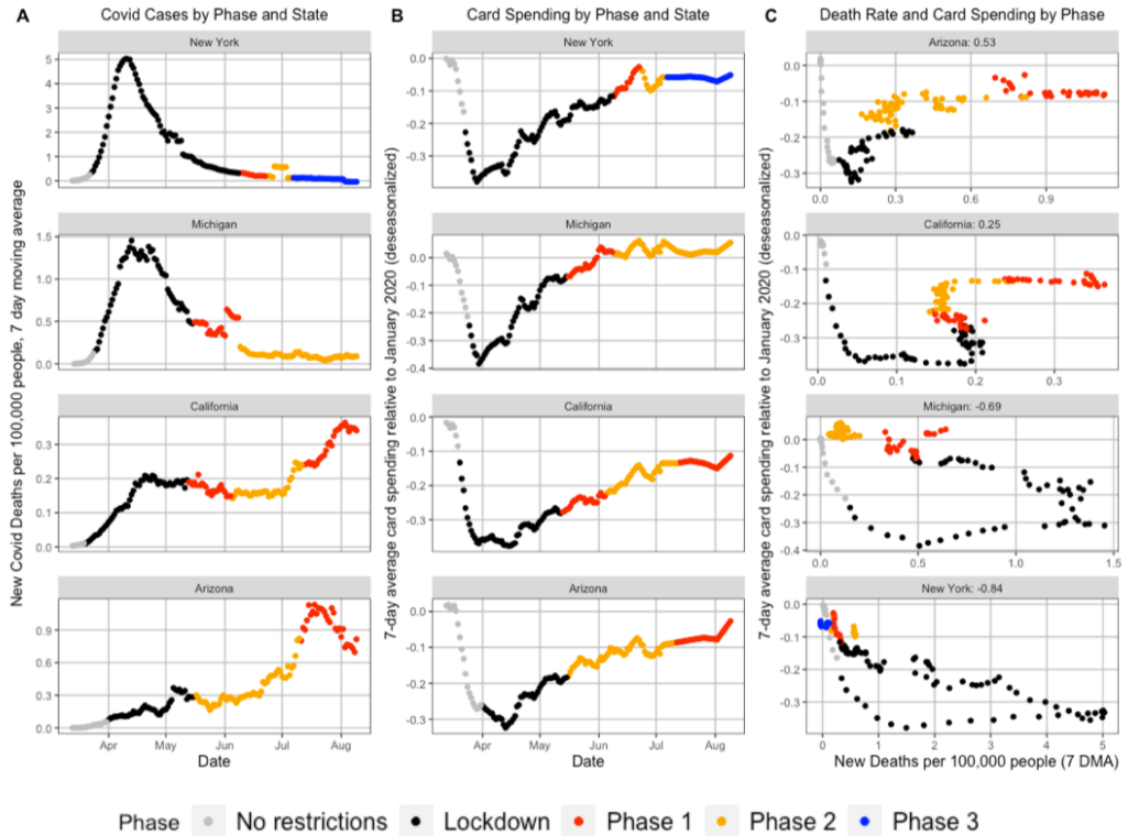 A Covid Cases by Phase and State
New Deaths per 100,000 people, 7 day moving average
New York
5
4
3
2
1
0
Michigan
1.5
1.0
0.5
0.0
California
0.3
0.2
0.1
0.0
Arizona
0.9
0.6
0.3
0.0
Apr May Jun Jul Aug
Date
B Card Spending by Phase and State
7-day average card spending relative to January 2020 (deseasonalized)
New York
0.0
-0.1
-0.2
-0.3
Michigan
0.0
-0.1
-0.2
-0.3
-0.4
California
0.0
-0.1
-0.2
-0.3
Arizona
0.0
-0.1
-0.2
-0.3
Apr May Jun Jul Aug
Date
C Death Rate and Card Spending by Phase
7-day average card spending relative to January 2020 (deseasonalized)
Arizona: 0.53
0.0
-0.1
-0.2
-0.3
0.0 0.3 0.6 0.9
California: 0.25
0.0
-0.1
-0.2
-0.3
0.0 0.1 0.2 0.3
Michigan: -0.69
0.0
-0.1
-0.2
-0.3
-0.4
0.0 0.5 1.0 1.5
New York: -0.84
0.0
-0.1
-0.2
-0.3
0 1 2 3 4 5
New Deaths per 100,000 people (7 DMA)
Phase No restrictions Lockdown Phase 1 Phase 2 Phase 3